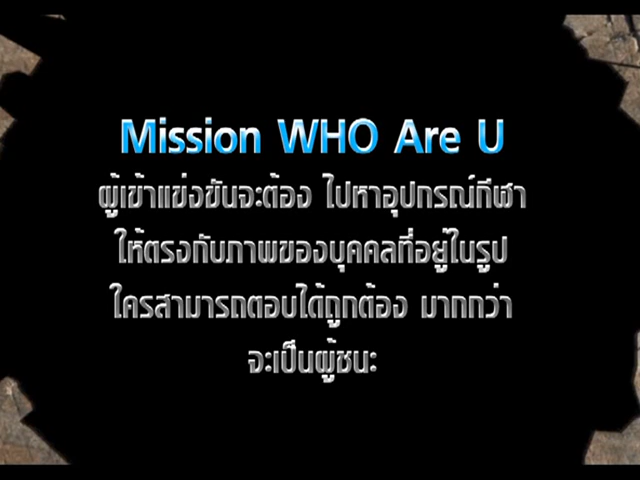 Mission WHO Are U
ผู้เข้าแข่งขันจะต้อง ไปหาอุปกรณ์กีฬา
ให้ตรงกับภาพของบุคคลที่อยู่ในรูป
ใครสามารถตอบได้ถูกต้อง มากกว่า
จะเป็นผู้ชนะ